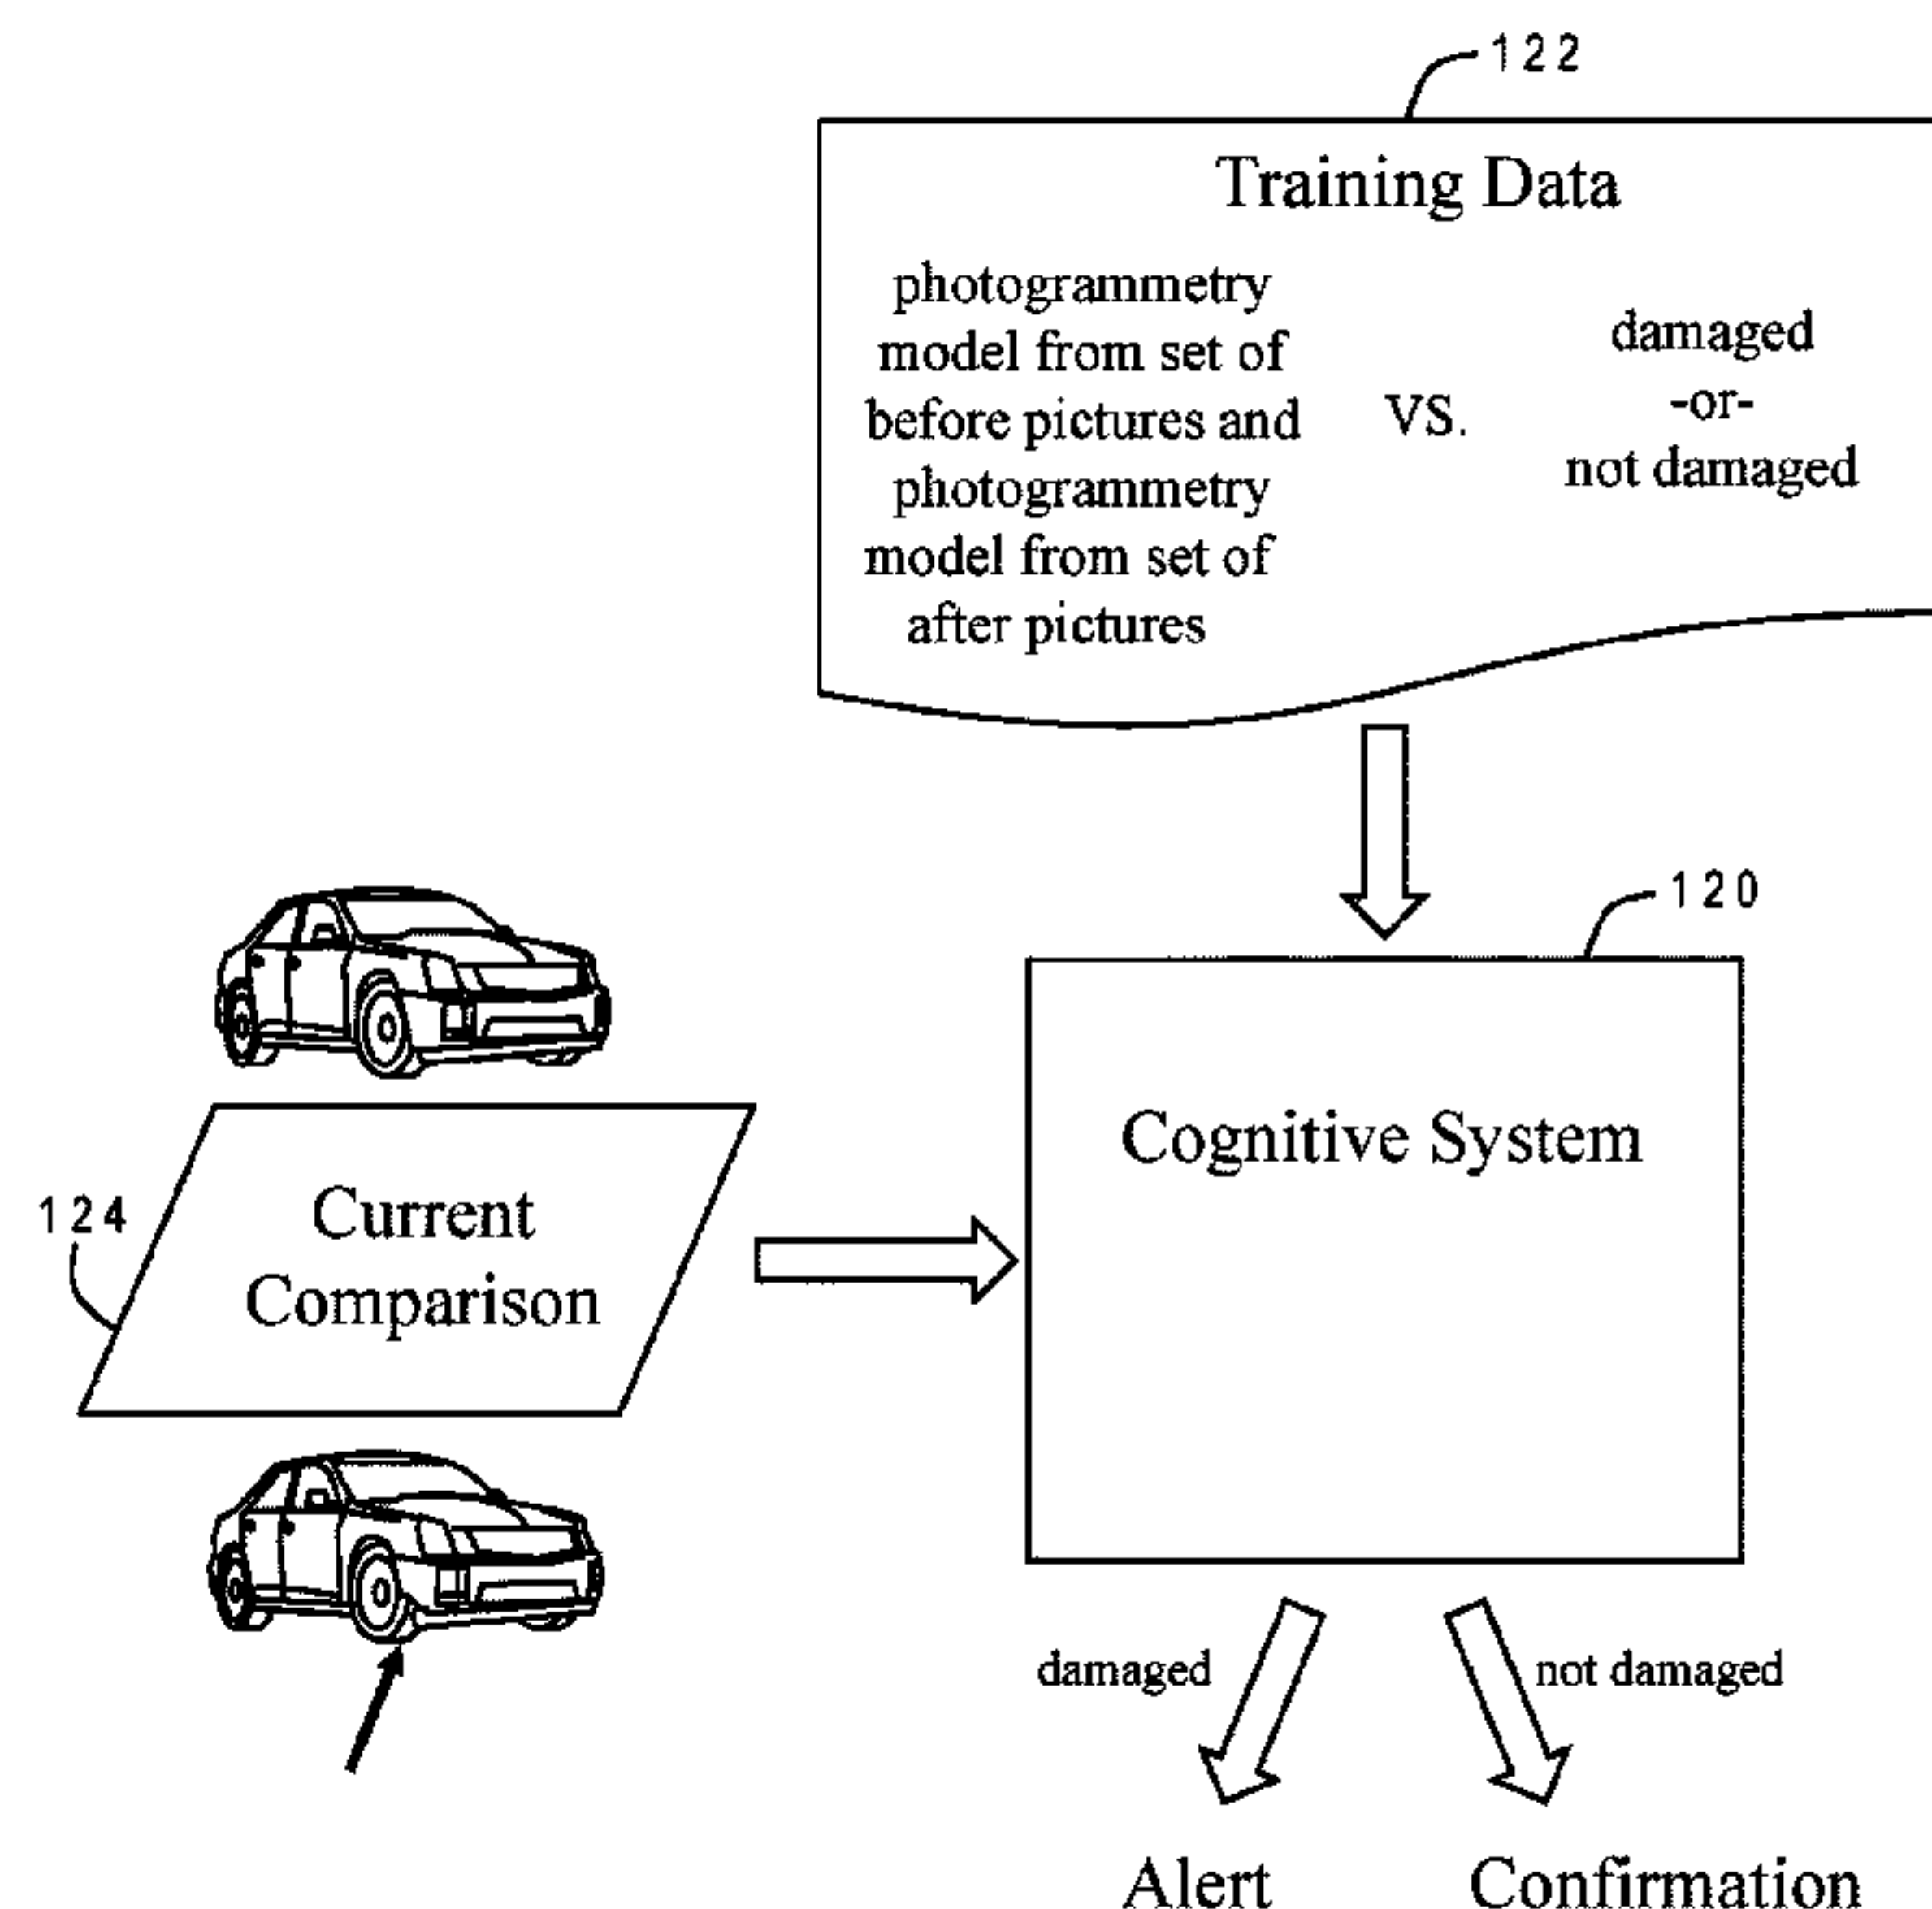 122
Training Data
photogrammetry
model from set of
before pictures and
photogrammetry
model from set of
after pictures
VS.
damaged
-or-
not damaged
120
Cognitive System
124
Current
Comparison
damaged
not damaged
Alert
Confirmation